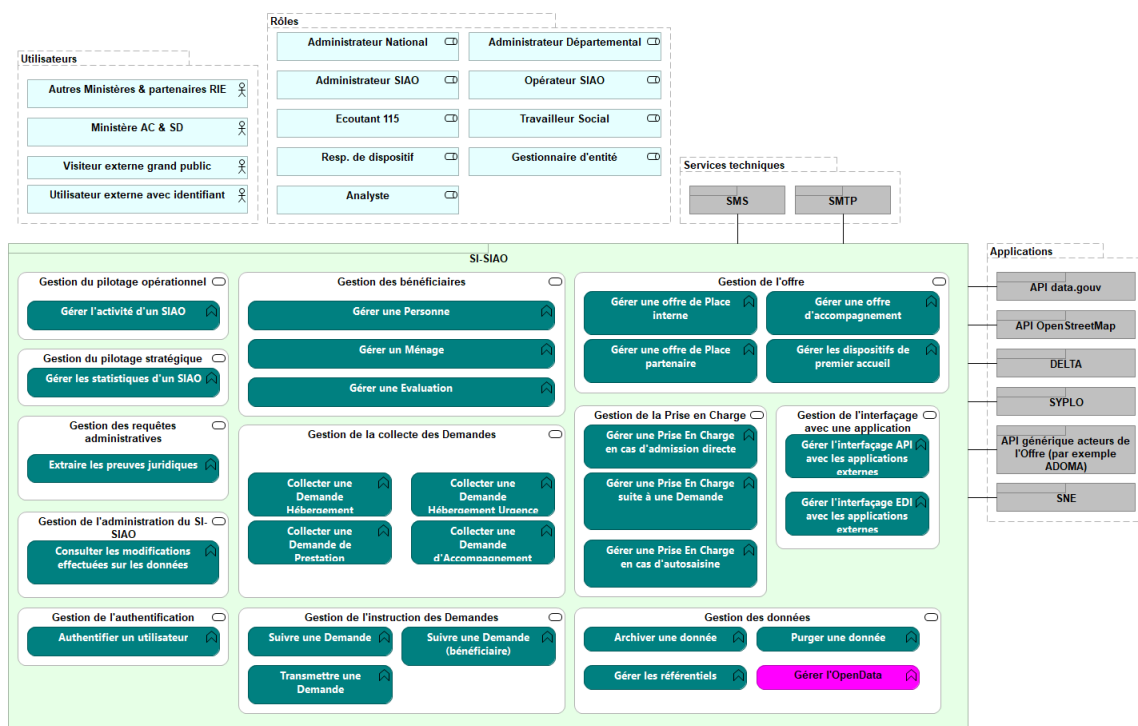 Utilisateurs
Autres Ministères & partenaires RIE
Ministère AC & SD
Visiteur externe grand public
Utilisateur externe avec identifiant
Rôles
Administrateur National
Administrateur Départemental
Administrateur SIAO
Opérateur SIAO
Ecoutant 115
Travailleur Social
Resp. de dispositif
Gestionnaire d'entité
Analyste
Services techniques
SMS
SMTP
SI-SIAO
Gestion du pilotage opérationnel
Gérer l'activité d'un SIAO
Gestion du pilotage stratégique
Gérer les statistiques d'un SIAO
Gestion des requêtes
administratives
Extraire les preuves juridiques
Gestion de l'administration du SI-
SIAO
Consulter les modifications
effectuées sur les données
Gestion de l'authentification
Authentifier un utilisateur
Gestion des bénéficiaires
Gérer une Personne
Gérer un Ménage
Gérer une Evaluation
Gestion de la collecte des Demandes
Collecter une
Demande
Hébergement
Collecter une
Demande
Hébergement Urgence
Collecter une
Demande de
Prestation
Collecter une
Demande
d'Accompagnement
Gestion de l'instruction des Demandes
Suivre une Demande
Suivre une Demande
(bénéficiaire)
Transmettre une
Demande
Gestion de l'offre
Gérer une offre de Place
interne
Gérer une offre
d'accompagnement
Gérer une offre de Place
partenaire
Gérer les dispositifs de
premier accueil
Gestion de la Prise en Charge
Gérer une Prise En Charge
en cas d'admission directe
Gérer une Prise En Charge
suite à une Demande
Gérer une Prise En Charge
en cas d'autosaisine
Gestion de l'interfaçage
avec une application
Gérer l'interfaçage API
avec les applications
externes
Gérer l'interfaçage EDI
avec les applications
externes
Gestion des données
Archiver une donnée
Purger une donnée
Gérer les référentiels
Gérer l'OpenData
Applications
API data.gouv
API OpenStreetMap
DELTA
SYPLO
API générique acteurs de
l'Offre (par exemple
ADOMA)
SNE